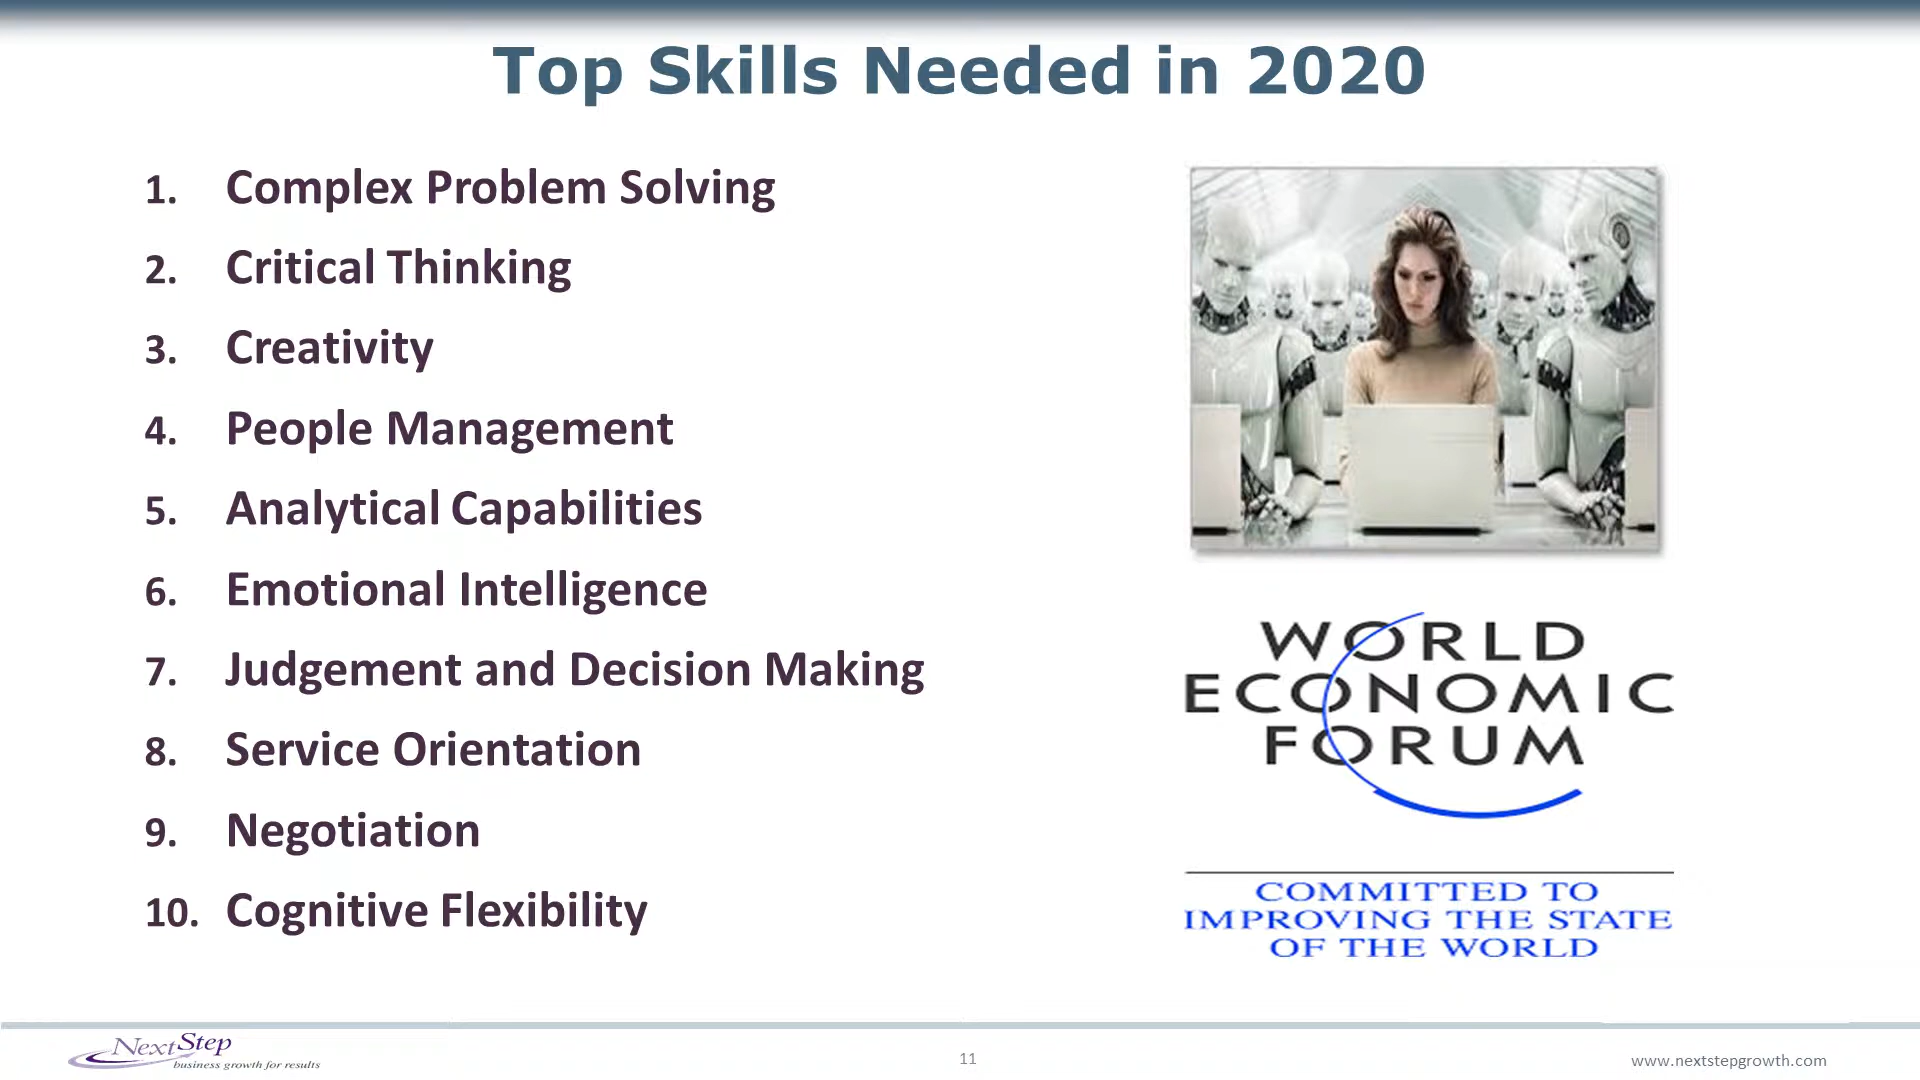 Top Skills Needed in 2020
1. Complex Problem Solving
2. Critical Thinking
3. Creativity
4. People Management
5. Analytical Capabilities
6. Emotional Intelligence
7. Judgement and Decision Making
8. Service Orientation
9. Negotiation
10. Cognitive Flexibility
WORLD
ECONOMIC
FORUM
COMMITTED TO
IMPROVING THE STATE
OF THE WORLD
NextStep
business growth for results
11
www.nextstepgrowth.com